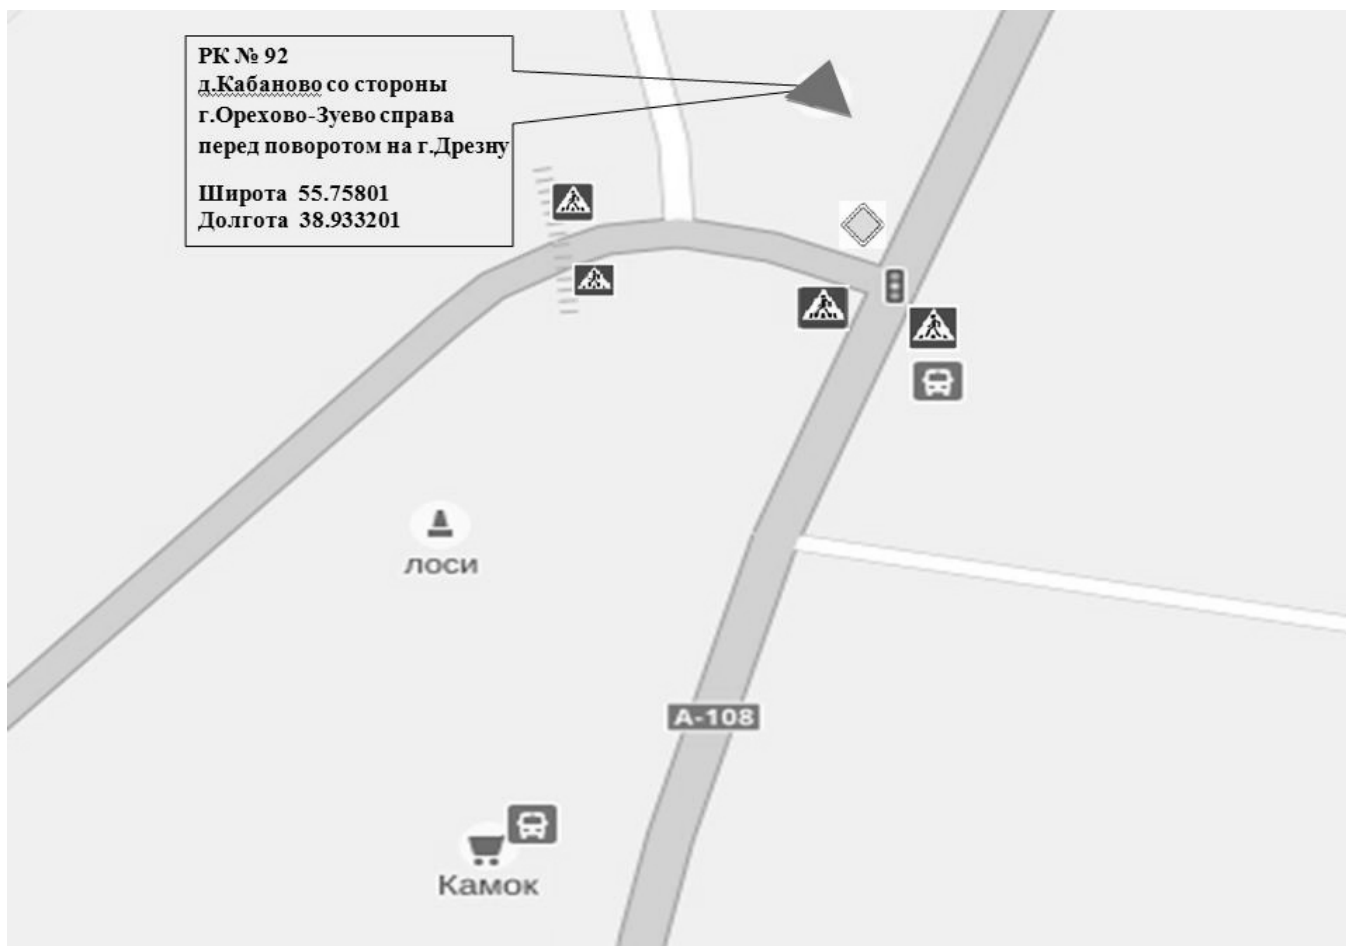 РК № 92
д.Кабаново со стороны
г.Орехово-Зуево справа
перед поворотом на г.Дрезну
Широта 55.75801
Долгота 38.933201
лоси
А-108
Камок